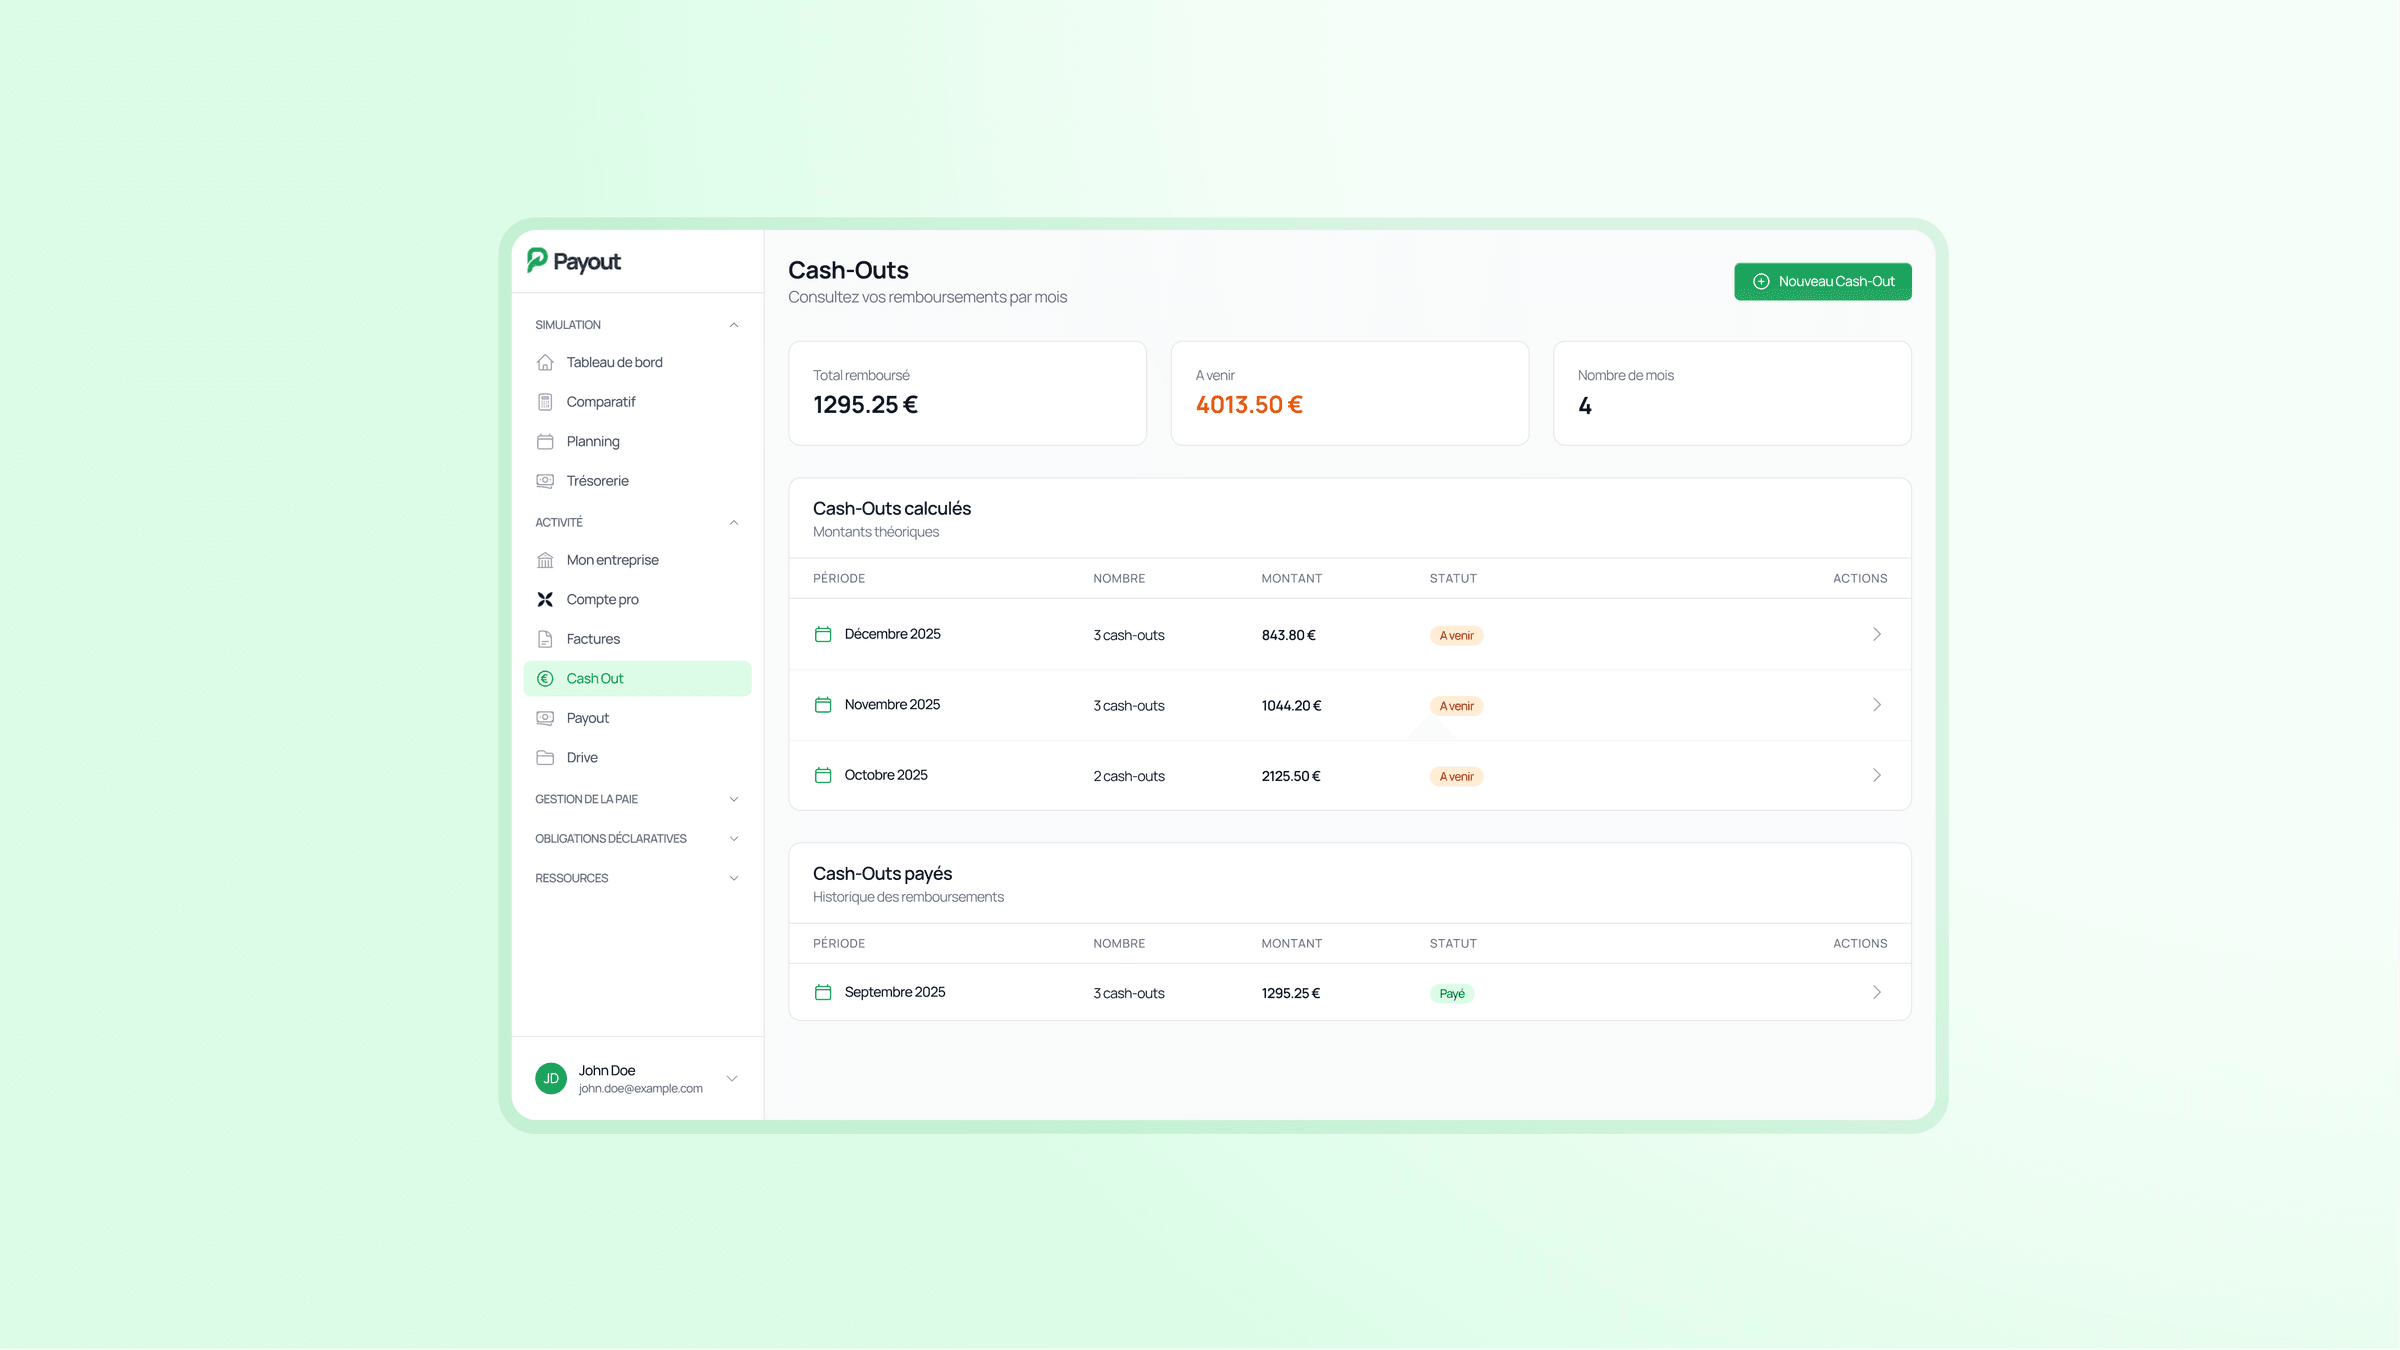 Payout
SIMULATION
Tableau de bord
Comparatif
Planning
Trésorerie
ACTIVITÉ
Mon entreprise
Compte pro
Factures
Cash Out
Payout
Drive
GESTION DE LA PAIE
OBLIGATIONS DÉCLARATIVES
RESSOURCES
JD
John Doe
john.doe@example.com
Cash-Outs
Consultez vos remboursements par mois
Nouveau Cash-Out
Total remboursé
1295.25 €
A venir
4013.50 €
Nombre de mois
4
Cash-Outs calculés
Montants théoriques
PÉRIODE NOMBRE MONTANT STATUT ACTIONS
Décembre 2025 3 cash-outs 843.80 € A venir
Novembre 2025 3 cash-outs 1044.20 € A venir
Octobre 2025 2 cash-outs 2125.50 € A venir
Cash-Outs payés
Historique des remboursements
PÉRIODE NOMBRE MONTANT STATUT ACTIONS
Septembre 2025 3 cash-outs 1295.25 € Payé